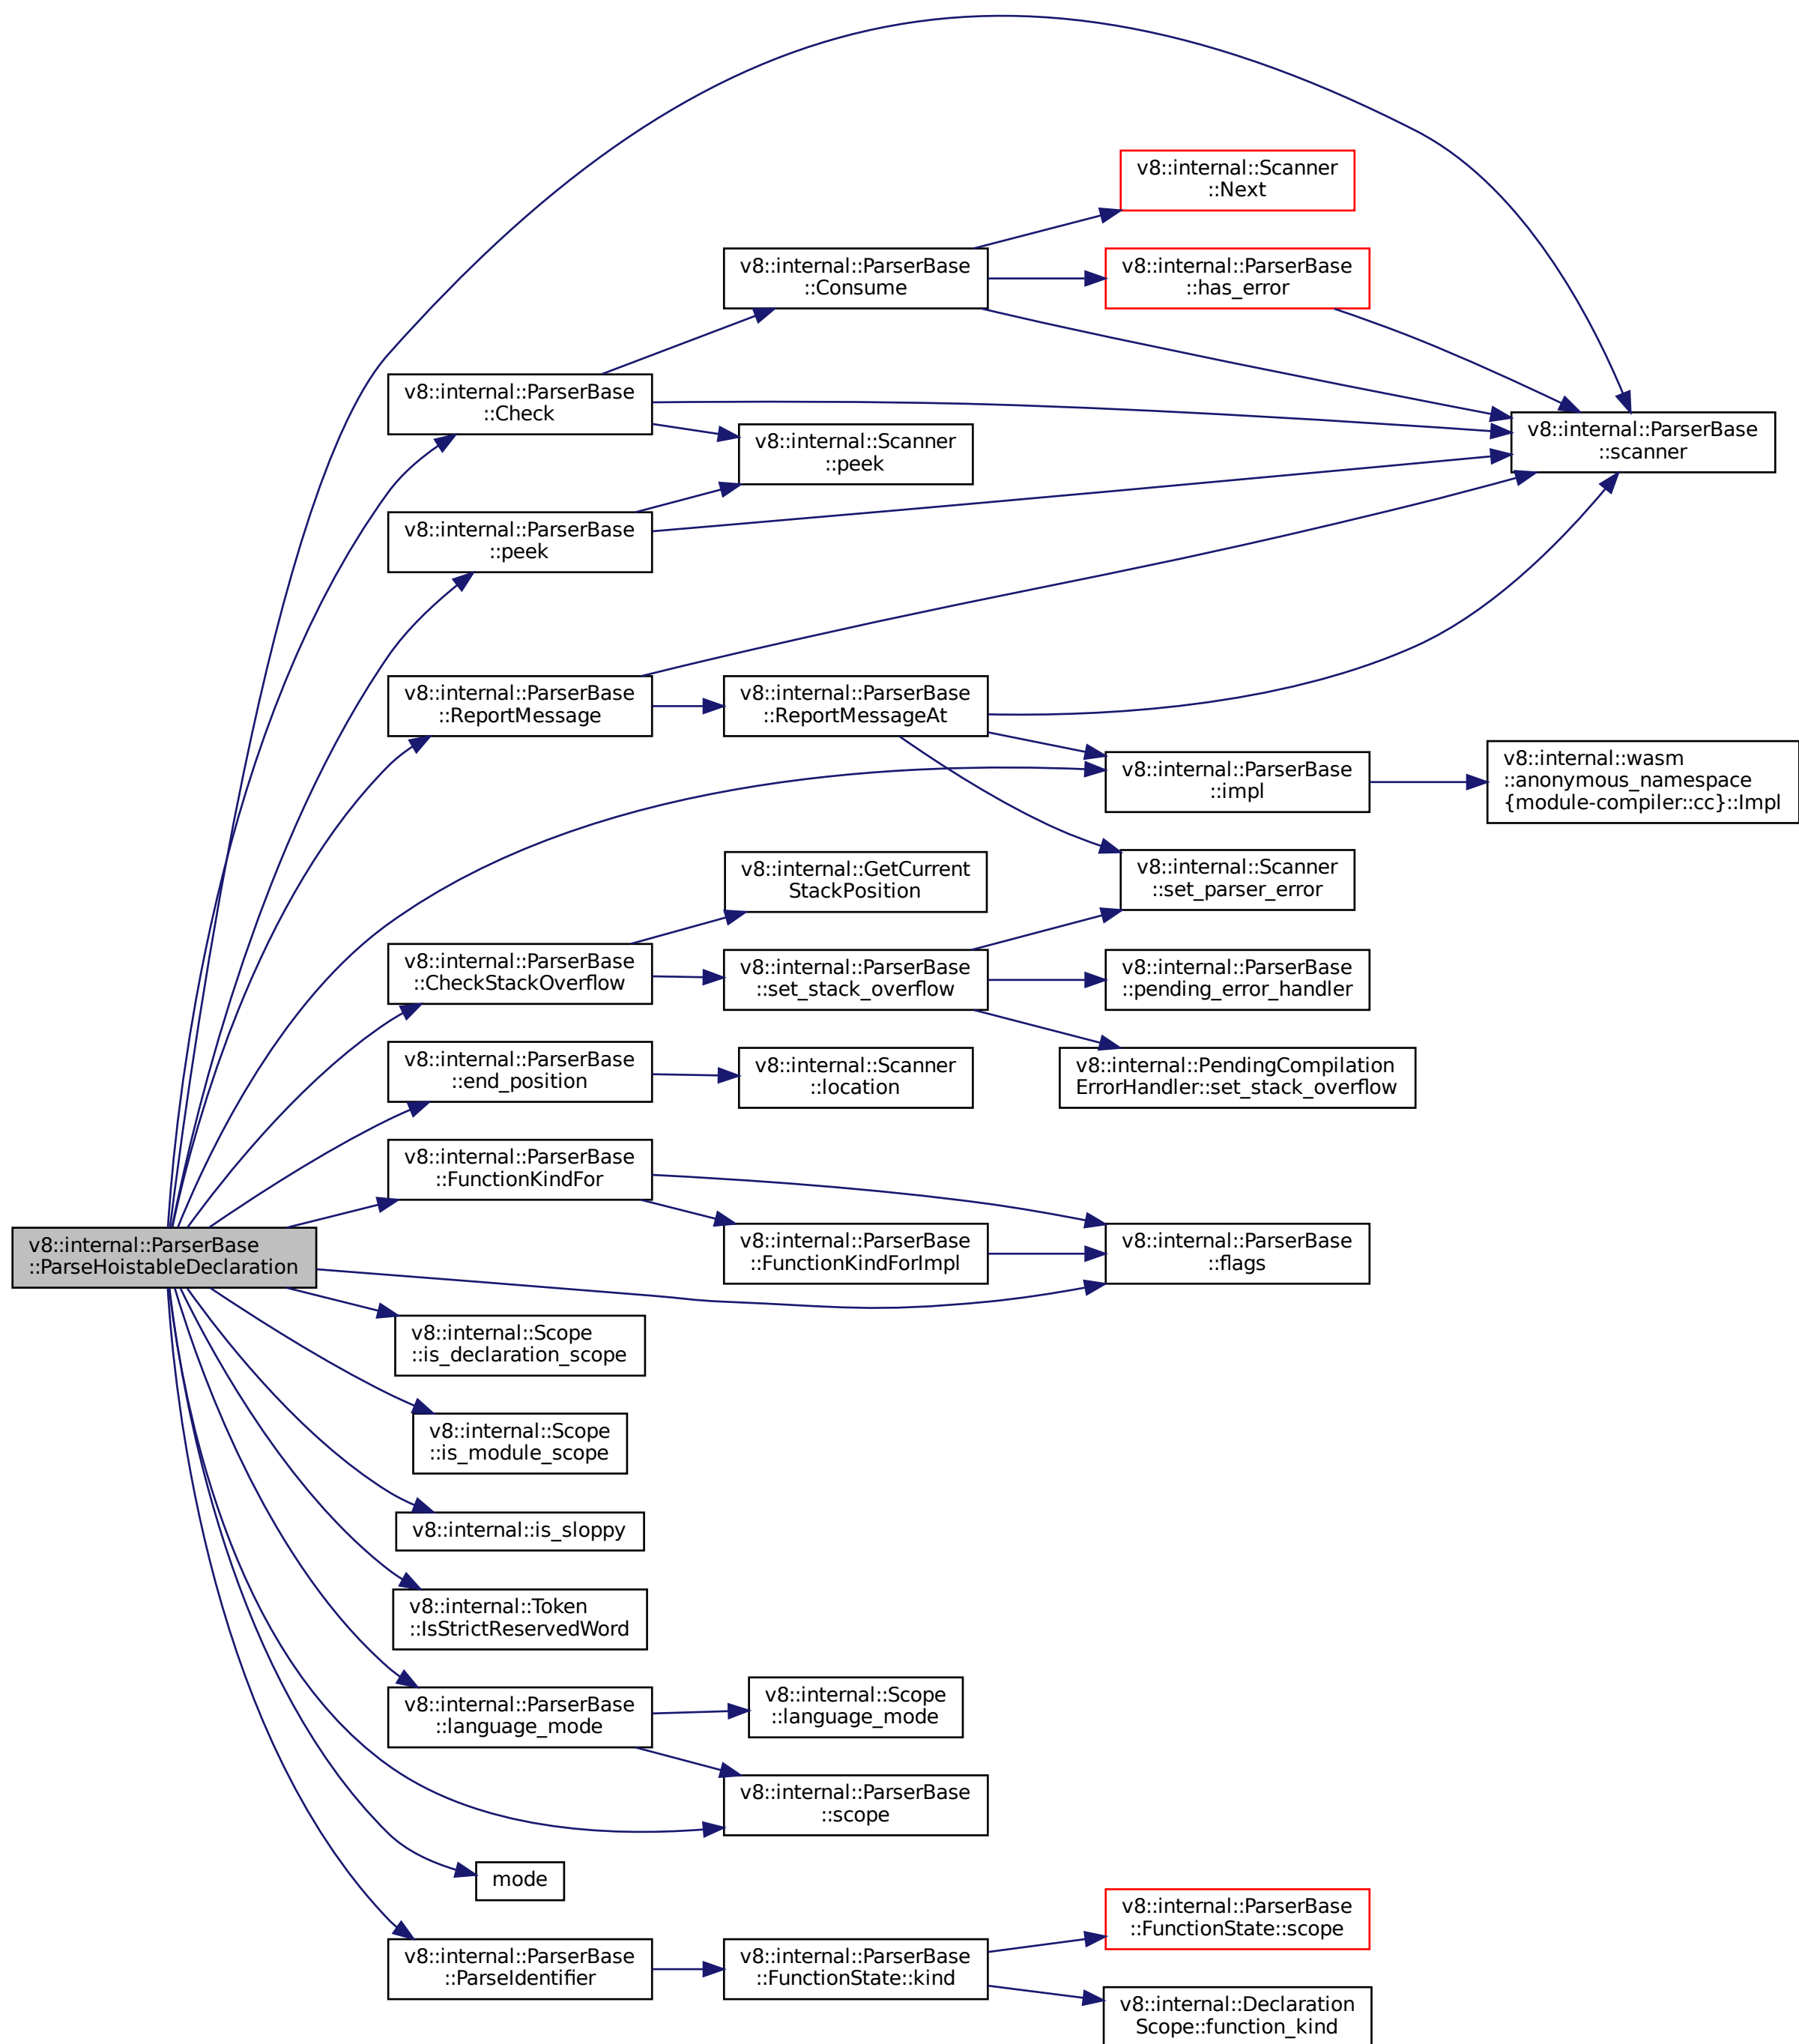 v8::internal::Scanner
::Next
v8::internal::ParserBase
::Consume
v8::internal::ParserBase
::has_error
v8::internal::ParserBase
::Check
v8::internal::Scanner
::peek
v8::internal::ParserBase
::scanner
v8::internal::ParserBase
::peek
v8::internal::ParserBase
::ReportMessage
v8::internal::ParserBase
::ReportMessageAt
v8::internal::ParserBase
::impl
v8::internal::wasm
::anonymous_namespace
{module-compiler::cc}::Impl
v8::internal::GetCurrent
StackPosition
v8::internal::Scanner
::set_parser_error
v8::internal::ParserBase
::CheckStackOverflow
v8::internal::ParserBase
::set_stack_overflow
v8::internal::ParserBase
::pending_error_handler
v8::internal::ParserBase
::end_position
v8::internal::Scanner
::location
v8::internal::PendingCompilation
ErrorHandler::set_stack_overflow
v8::internal::ParserBase
::FunctionKindFor
v8::internal::ParserBase
::ParseHoistableDeclaration
v8::internal::ParserBase
::FunctionKindForImpl
v8::internal::ParserBase
::flags
v8::internal::Scope
::is_declaration_scope
v8::internal::Scope
::is_module_scope
v8::internal::is_sloppy
v8::internal::Token
::IsStrictReservedWord
v8::internal::ParserBase
::language_mode
v8::internal::Scope
::language_mode
v8::internal::ParserBase
::scope
mode
v8::internal::ParserBase
::ParseIdentifier
v8::internal::ParserBase
::FunctionState::kind
v8::internal::ParserBase
::FunctionState::scope
v8::internal::Declaration
Scope::function_kind